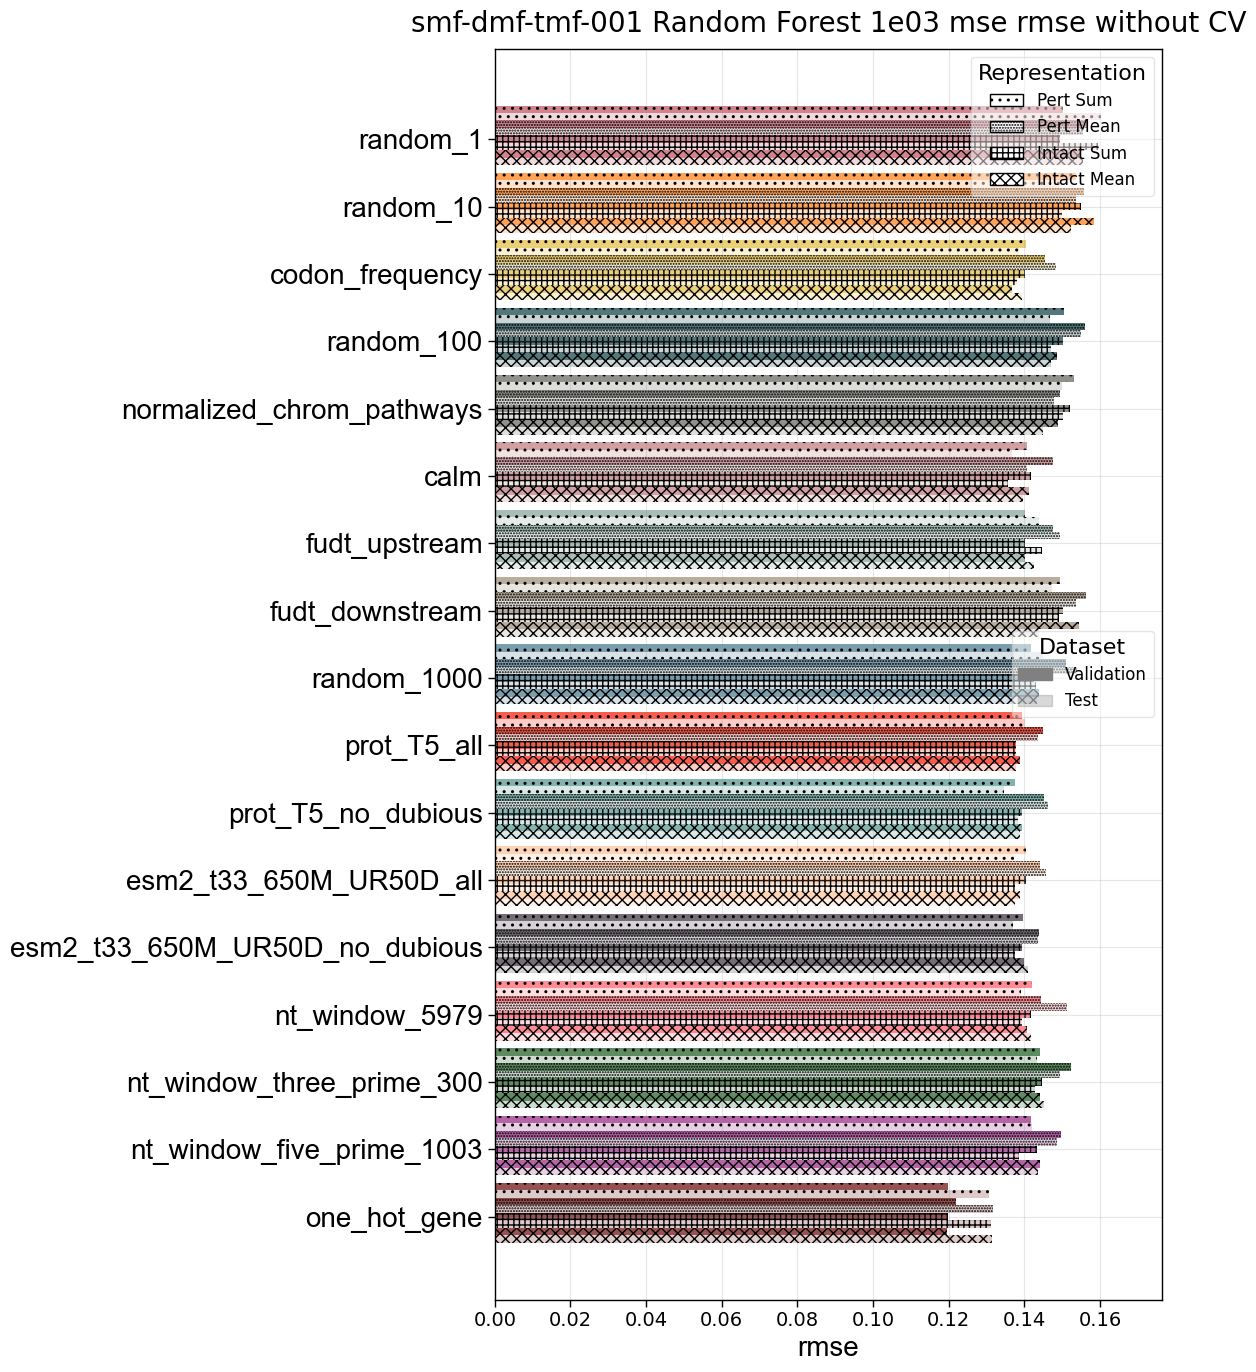 smf-dmf-tmf-001 Random Forest 1e03 mse rmse without CV
Representation
Pert Sum
Pert Mean
Intact Sum
Intact Mean
random_1
random_10
codon_frequency
random_100
normalized_chrom_pathways
calm
fudt_upstream
fudt_downstream
Dataset
Validation
Test
random_1000
prot_T5_all
prot_T5_no_dubious
esm2_t33_650M_UR50D_all
esm2_t33_650M_UR50D_no_dubious
nt_window_5979
nt_window_three_prime_300
nt_window_five_prime_1003
one_hot_gene
0.00 0.02 0.04 0.06 0.08 0.10 0.12 0.14 0.16
rmse